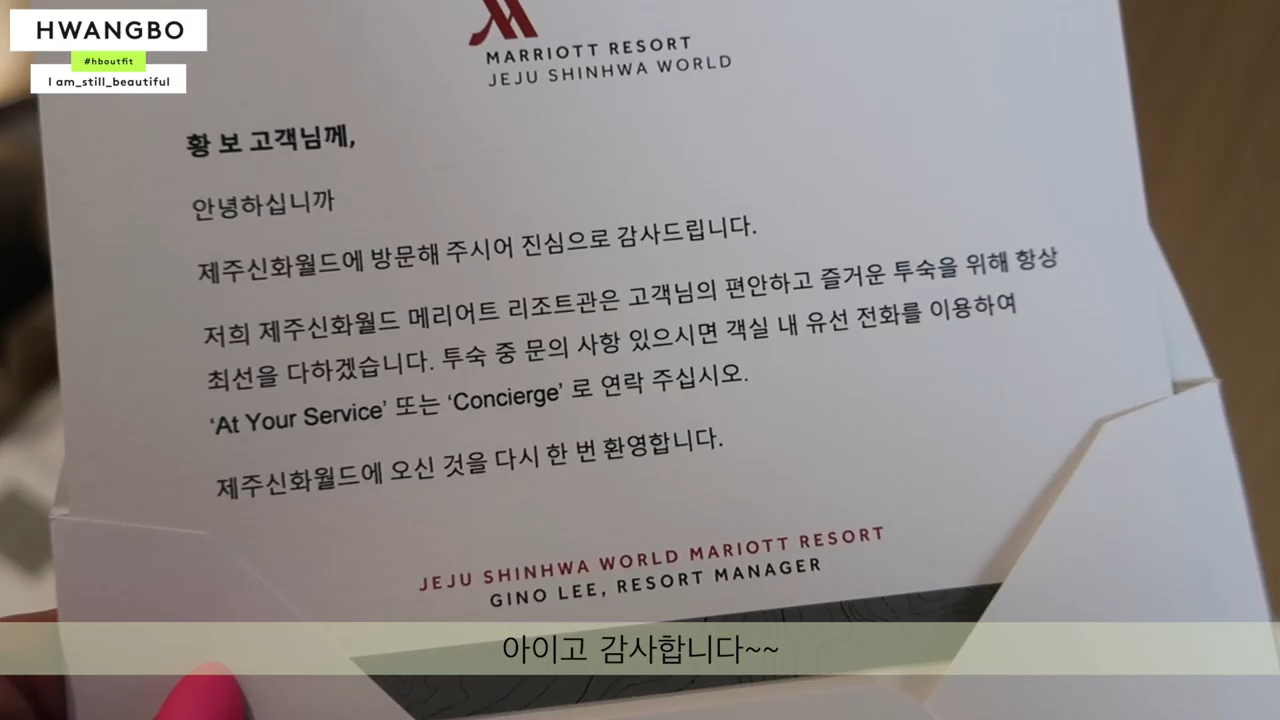 HWANGBO
#hboutfit
I am_still_beautiful
MARRIOTT RESORT
JEJU SHINHWA WORLD
황 보 고객님께,
안녕하십니까
제주신화월드에 방문해 주시어 진심으로 감사드립니다.
저희 제주신화월드 메리어트 리조트관은 고객님의 편안하고 즐거운 투숙을 위해 항상
최선을 다하겠습니다. 투숙 중 문의 사항 있으시면 객실 내 유선 전화를 이용하여
‘At Your Service’ 또는 ‘Concierge’ 로 연락 주십시오.
제주신화월드에 오신 것을 다시 한 번 환영합니다.
JEJU SHINHWA WORLD MARIOTT RESORT
GINO LEE, RESORT MANAGER
아이고 감사합니다~~